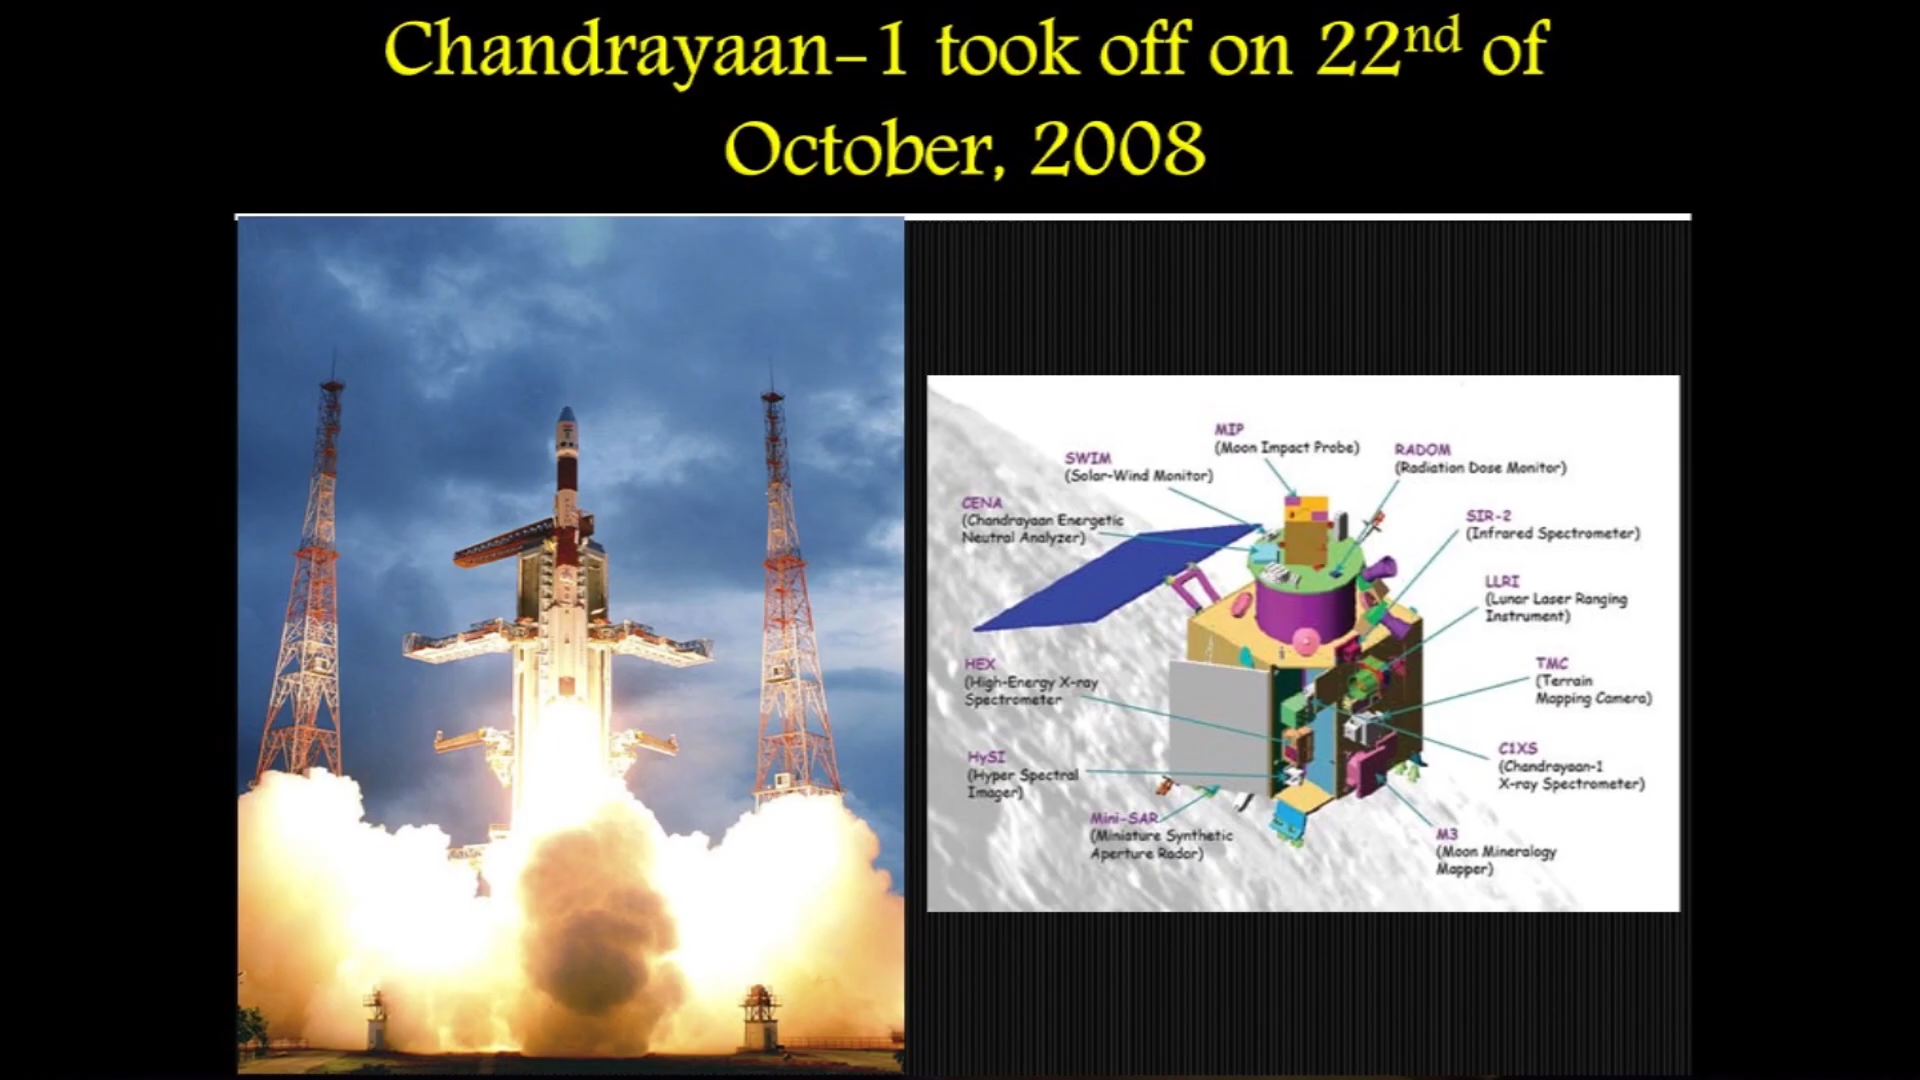 Chandrayaan-1 took off on 22nd of
October, 2008
MIP
(Moon Impact Probe)
RADOM
(Radiation Dose Monitor)
SWIM
(Solar-Wind Monitor)
CENA
(Chandrayaan Energetic
Neutral Analyzer)
SIR-2
(Infrared Spectrometer)
LLRI
(Lunar Laser Ranging
Instrument)
HEX
(High-Energy X-ray
Spectrometer
TMC
(Terrain
Mapping Camera)
C1XS
(Chandrayaan-1
X-ray Spectrometer)
HySI
(Hyper Spectral
Imager)
Mini-SAR
(Miniature Synthetic
Aperture Radar)
M3
(Moon Mineralogy
Mapper)